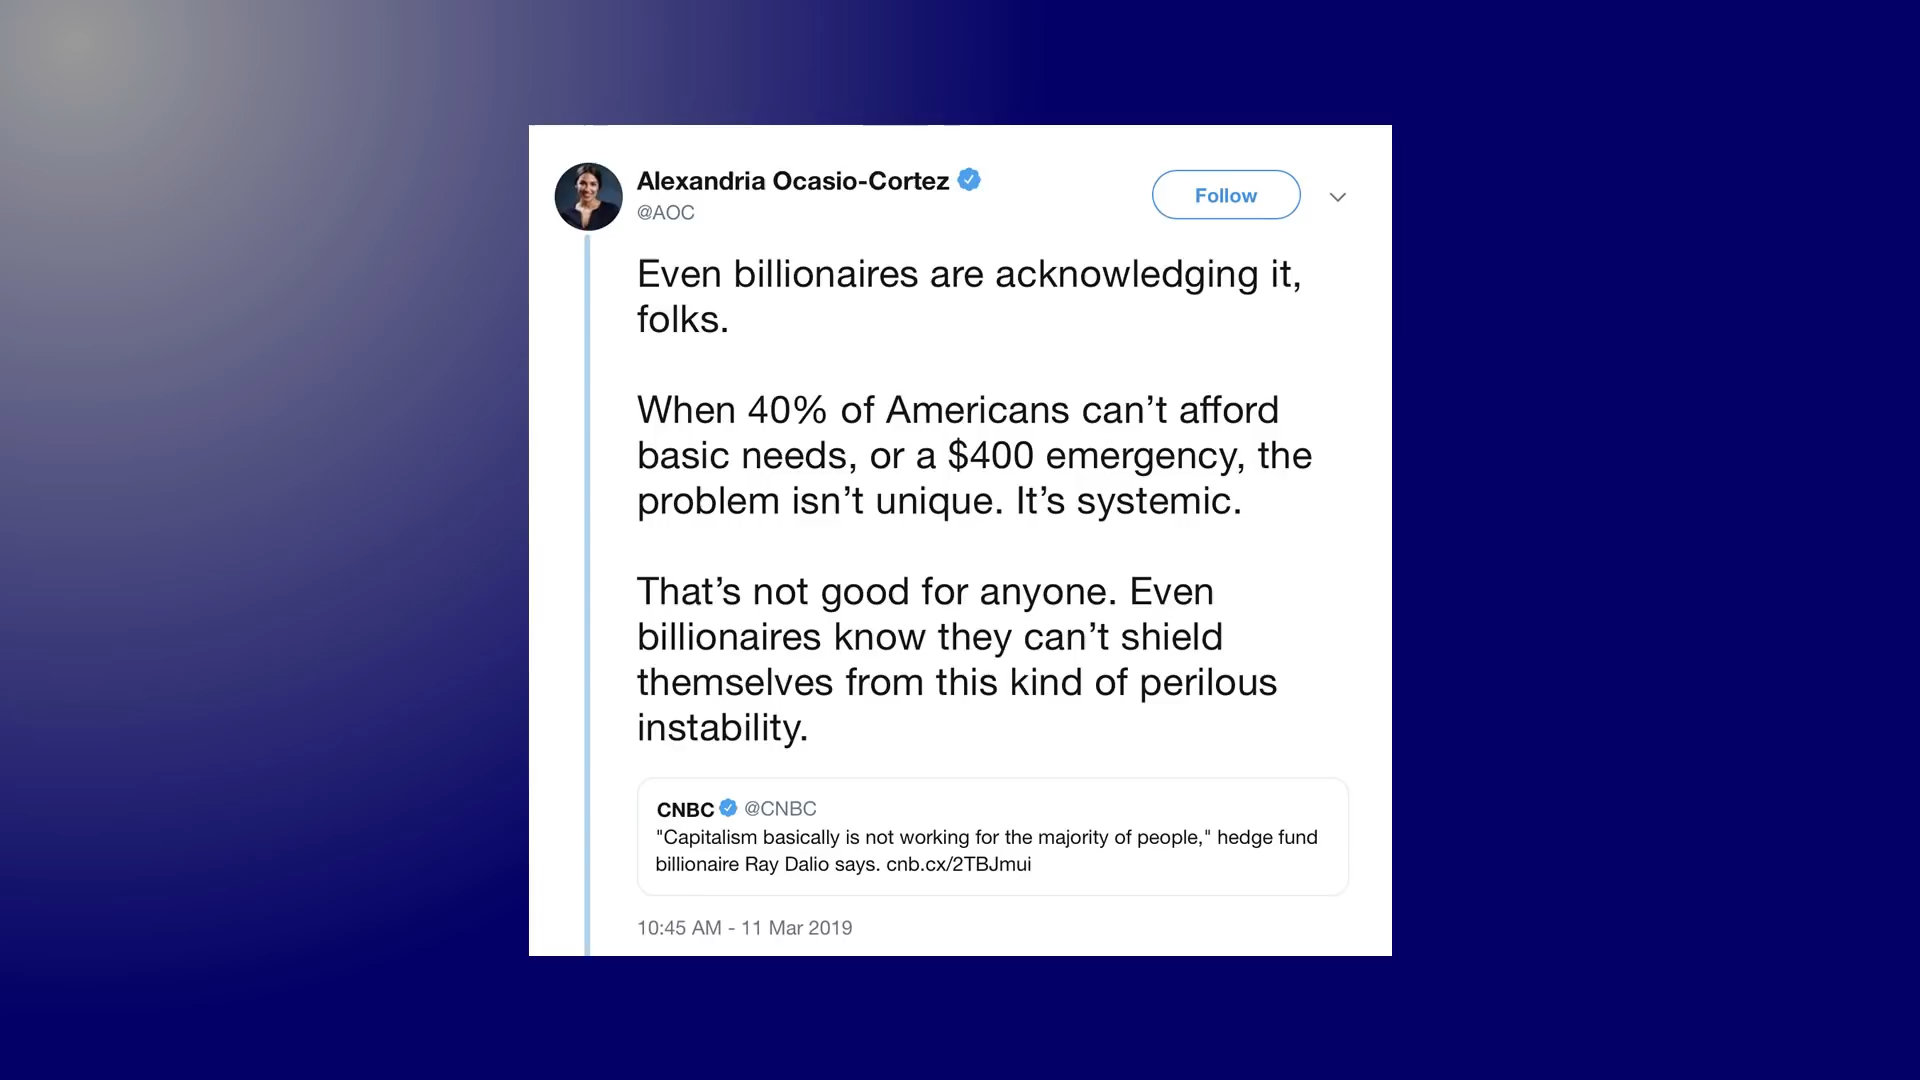 Alexandria Ocasio-Cortez
@AOC
Follow
Even billionaires are acknowledging it,
folks.
When 40% of Americans can’t afford
basic needs, or a $400 emergency, the
problem isn’t unique. It’s systemic.
That’s not good for anyone. Even
billionaires know they can’t shield
themselves from this kind of perilous
instability.
CNBC @CNBC
"Capitalism basically is not working for the majority of people," hedge fund
billionaire Ray Dalio says. cnb.cx/2TBJmui
10:45 AM - 11 Mar 2019